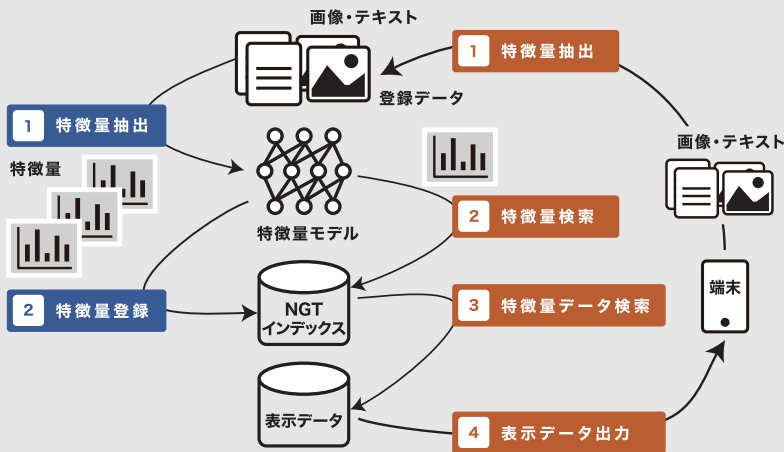 画像・テキスト
1 特徴量抽出
登録データ
1 特徴量抽出
画像・テキスト
特徴量
2 特徴量検索
特徴量モデル
端末
2 特徴量登録
NGT
インデックス
3 特徴量データ検索
表示データ
4 表示データ出力